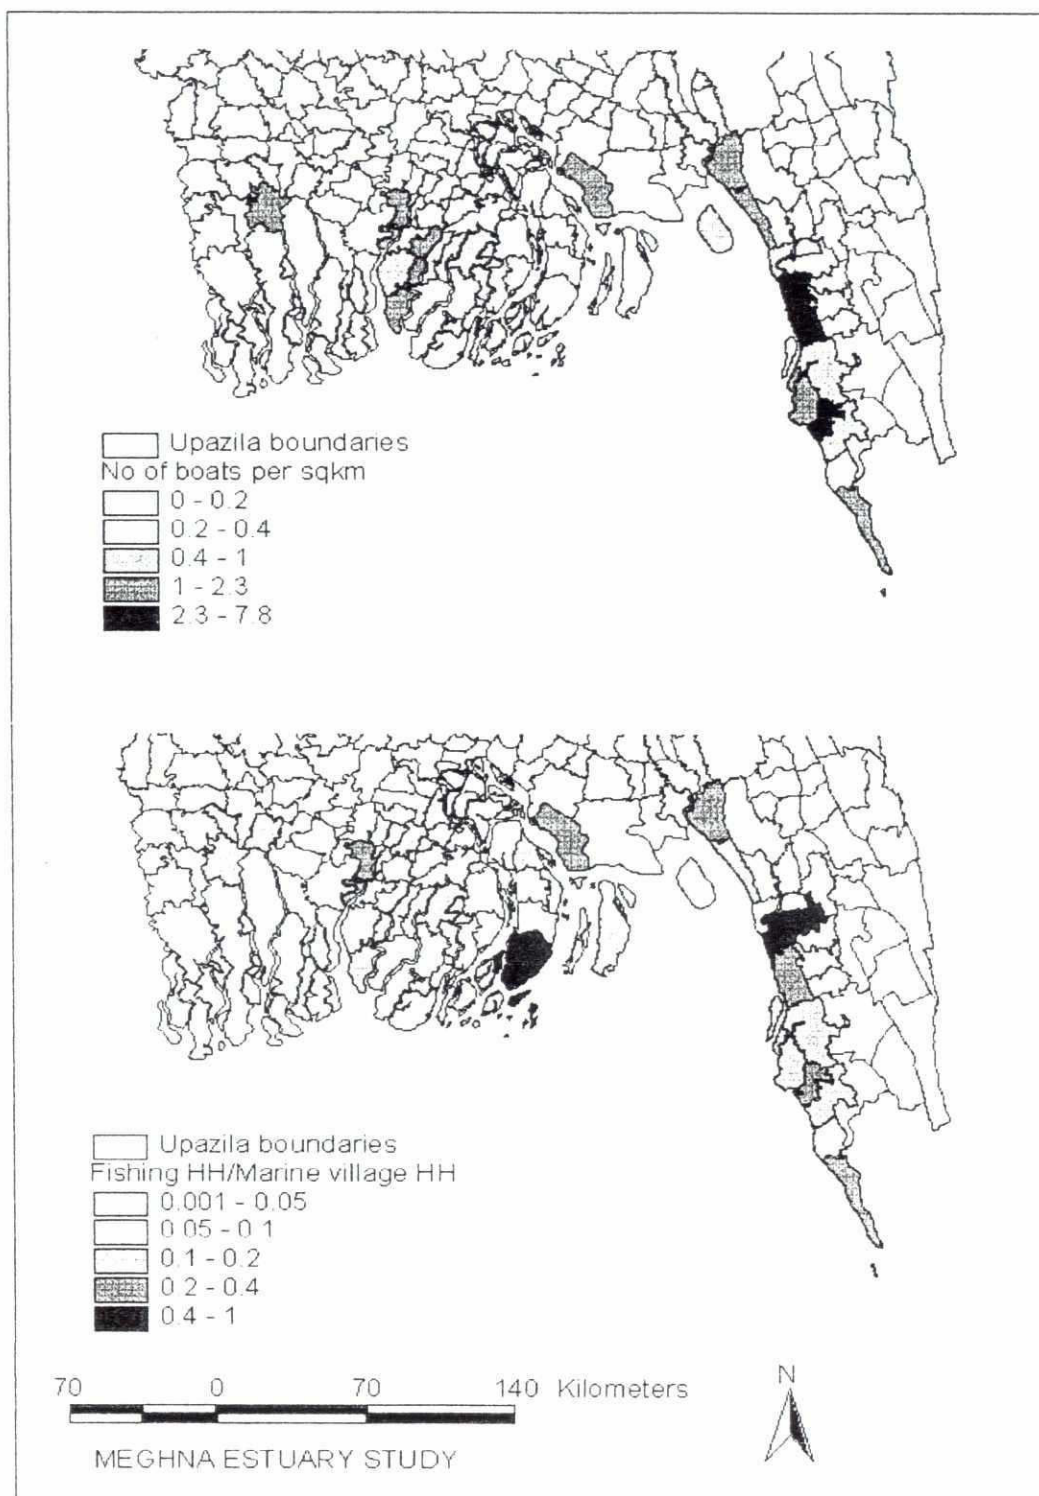 Upazila boundaries
No of boats per sqkm
0 - 0.2
0.2 - 0.4
0.4 - 1
1 - 2.3
2.3 - 7.8
Upazila boundaries
Fishing HH/Marine village HH
0.001 - 0.05
0.05 - 0.1
0.1 - 0.2
0.2 - 0.4
0.4 - 1
70 0 70 140 Kilometers
N
MEGHNA ESTUARY STUDY